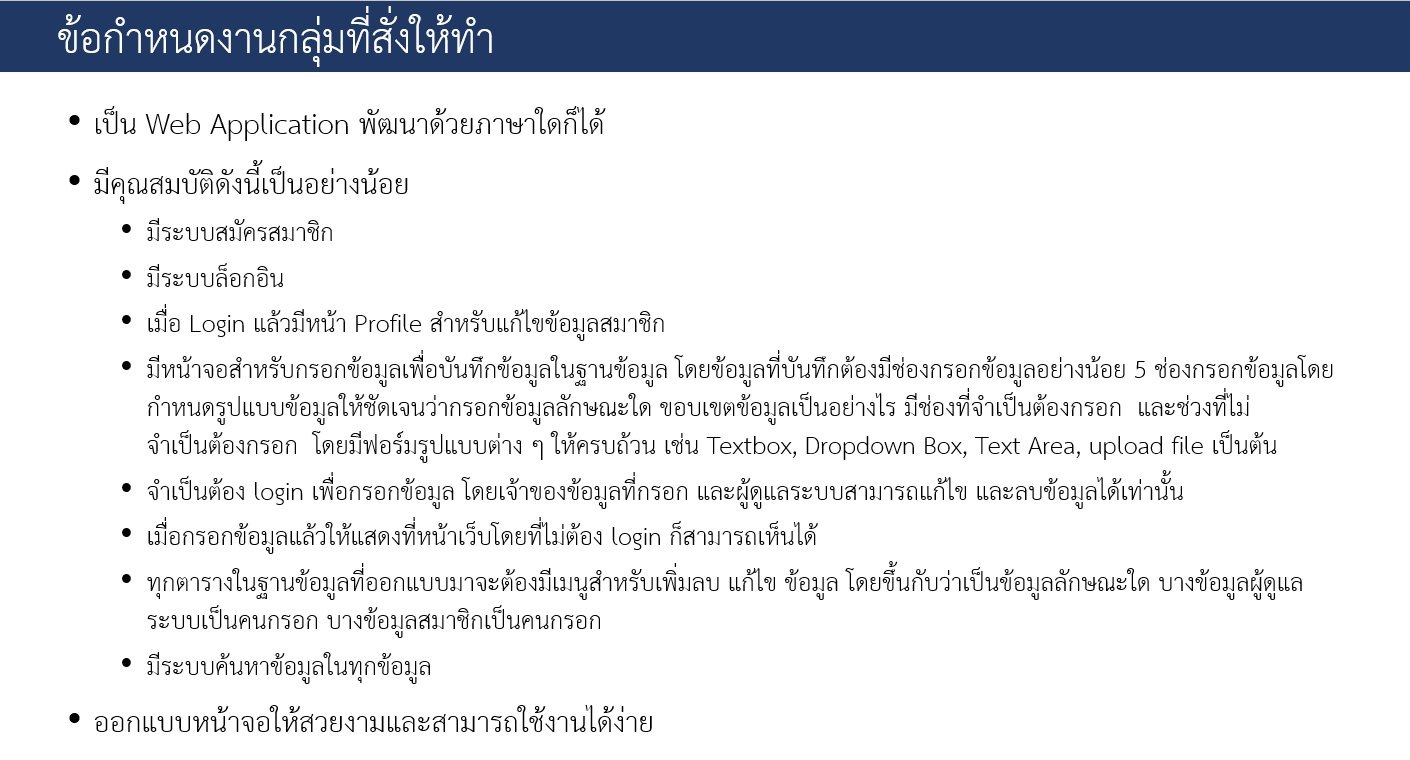 ข้อกำหนดงานกลุ่มที่สั่งให้ทำ
• เป็น Web Application พัฒนาด้วยภาษาใดก็ได้
• มีคุณสมบัติดังนี้เป็นอย่างน้อย
• มีระบบสมัครสมาชิก
• มีระบบล็อกอิน
• เมื่อ Login แล้วมีหน้า Profile สำหรับแก้ไขข้อมูลสมาชิก
• มีหน้าจอสำหรับกรอกข้อมูลเพื่อบันทึกข้อมูลในฐานข้อมูล โดยข้อมูลที่บันทึกต้องมีช่องกรอกข้อมูลอย่างน้อย 5 ช่องกรอกข้อมูลโดย
กำหนดรูปแบบข้อมูลให้ชัดเจนว่ากรอกข้อมูลลักษณะใด ขอบเขตข้อมูลเป็นอย่างไร มีช่องที่จำเป็นต้องกรอก และช่วงที่ไม่
จำเป็นต้องกรอก โดยมีฟอร์มรูปแบบต่าง ๆ ให้ครบถ้วน เช่น Textbox, Dropdown Box, Text Area, upload file เป็นต้น
• จำเป็นต้อง login เพื่อกรอกข้อมูล โดยเจ้าของข้อมูลที่กรอก และผู้ดูแลระบบสามารถแก้ไข และลบข้อมูลได้เท่านั้น
• เมื่อกรอกข้อมูลแล้วให้แสดงที่หน้าเว็บโดยที่ไม่ต้อง login ก็สามารถเห็นได้
• ทุกตารางในฐานข้อมูลที่ออกแบบมาจะต้องมีเมนูสำหรับเพิ่มลบ แก้ไข ข้อมูล โดยขึ้นกับว่าเป็นข้อมูลลักษณะใด บางข้อมูลผู้ดูแล
ระบบเป็นคนกรอก บางข้อมูลสมาชิกเป็นคนกรอก
• มีระบบค้นหาข้อมูลในทุกข้อมูล
• ออกแบบหน้าจอให้สวยงามและสามารถใช้งานได้ง่าย